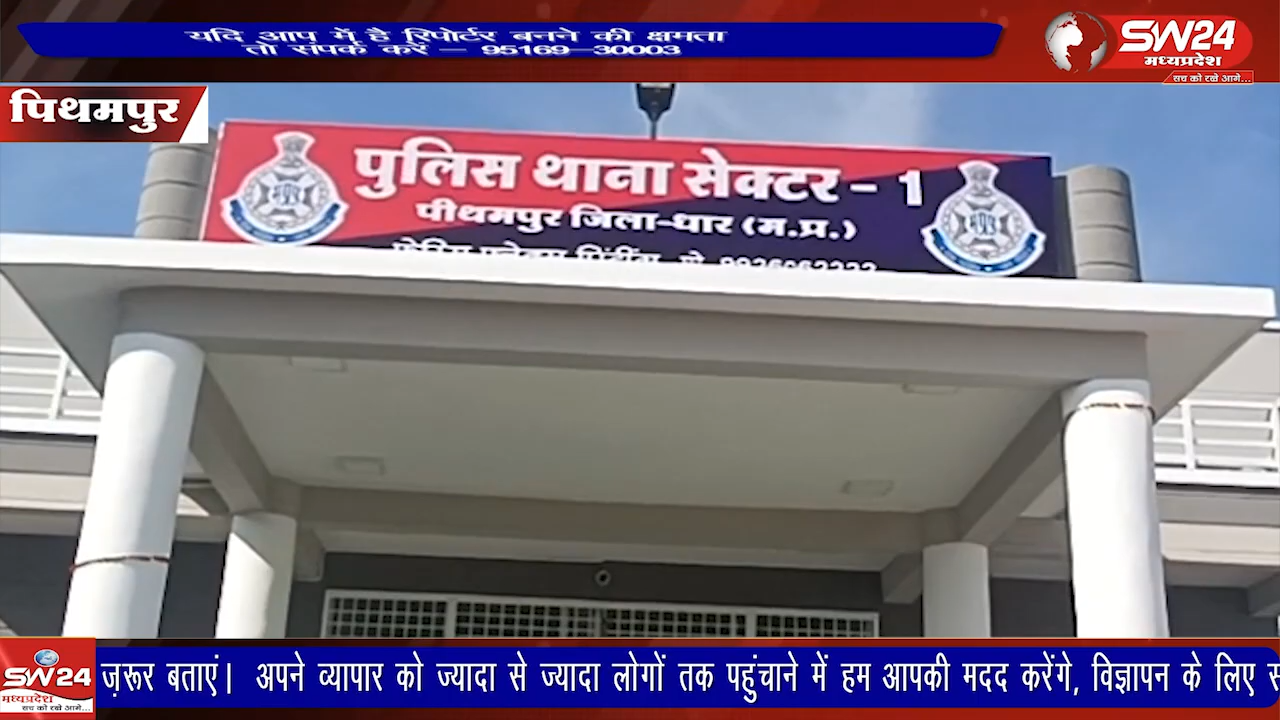 यदि आप में है रिपोर्टर बनने की क्षमता
तो संपर्क करें – 95169–30003
SW24
मध्यप्रदेश
सच को रखे आगे...
पिथमपुर
पुलिस थाना सेक्टर - 1
पीथमपुर जिला-धार (म.प्र.)
SW24
मध्यप्रदेश
सच को रखे आगे...
ज़रूर बताएं। अपने व्यापार को ज्यादा से ज्यादा लोगों तक पहुंचाने में हम आपकी मदद करेंगे, विज्ञापन के लिए